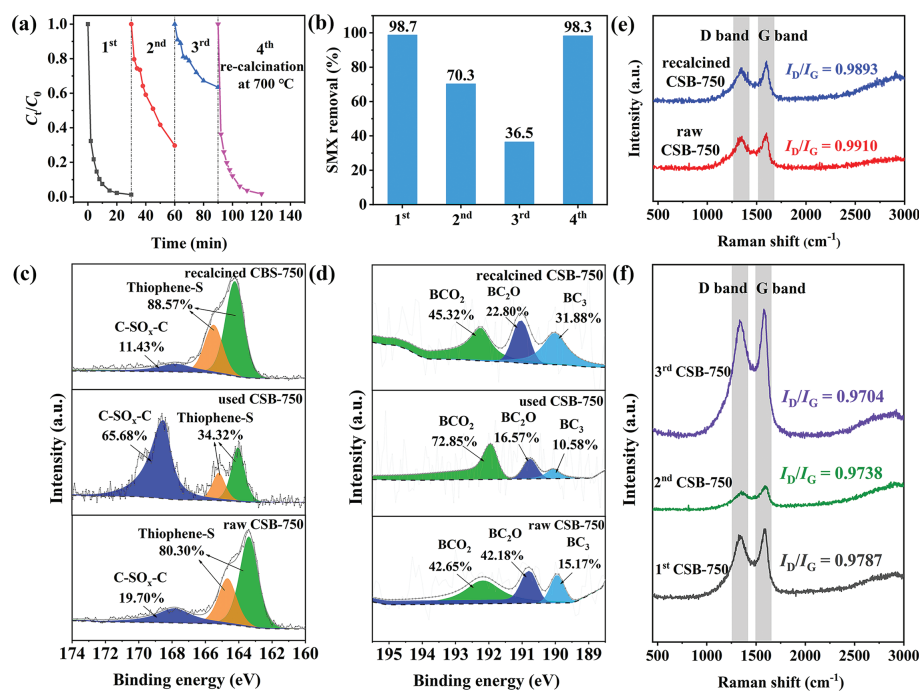 (a)
1.0
0.8
0.6
0.4
0.2
0.0
Ct/C0
1st
2nd
3rd
4th
re-calcination
at 700 °C
0 20 40 60 80 100 120 140
Time (min)
(b)
140
120
100
80
60
40
20
0
SMX removal (%)
98.7
70.3
36.5
98.3
1st 2nd 3rd 4th
(e)
Intensity (a.u.)
D band G band
recalcined
CSB-750
ID/IG = 0.9893
raw
CSB-750
ID/IG = 0.9910
500 1000 1500 2000 2500 3000
Raman shift (cm-1)
(c)
Intensity (a.u.)
recalcined CBS-750
Thiophene-S
88.57%
C-SOx-C
11.43%
used CSB-750
C-SOx-C
65.68%
Thiophene-S
34.32%
raw CSB-750
Thiophene-S
80.30%
C-SOx-C
19.70%
174 172 170 168 166 164 162 160
Binding energy (eV)
(d)
Intensity (a.u.)
recalcined CSB-750
BCO2
45.32%
BC2O
22.80%
BC3
31.88%
used CSB-750
BCO2
72.85%
BC2O
16.57%
BC3
10.58%
raw CSB-750
BCO2
42.65%
BC2O
42.18%
BC3
15.17%
195 194 193 192 191 190 189
Binding energy (eV)
(f)
Intensity (a.u.)
D band G band
3rd CSB-750
ID/IG = 0.9704
2nd CSB-750
ID/IG = 0.9738
1st CSB-750
ID/IG = 0.9787
500 1000 1500 2000 2500 3000
Raman shift (cm-1)